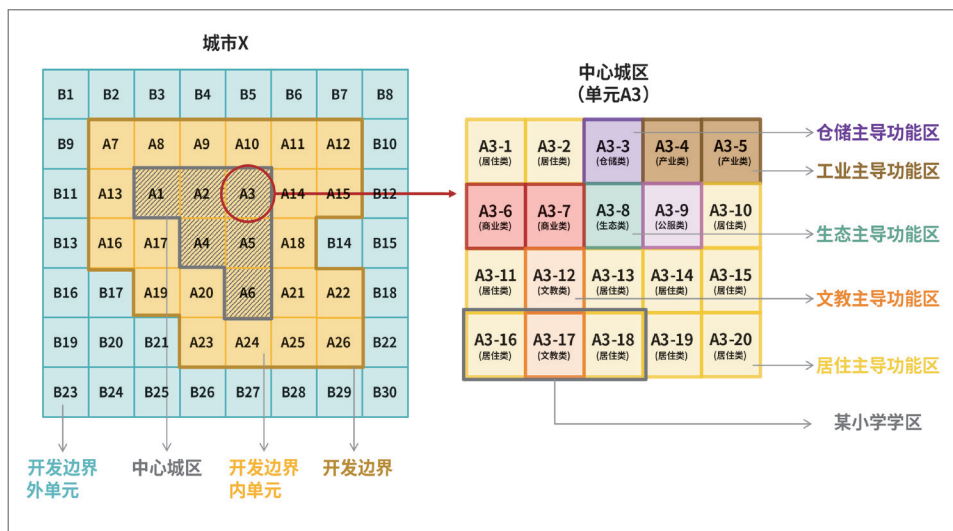 城市X
B1 B2 B3 B4 B5 B6 B7 B8
B9 A7 A8 A9 A10 A11 A12 B10
B11 A13 A1 A2 A3 A14 A15 B12
B13 A16 A17 A4 A5 A18 B14 B15
B16 B17 A19 A20 A6 A21 A22 B18
B19 B20 B21 A23 A24 A25 A26 B22
B23 B24 B25 B26 B27 B28 B29 B30
开发边界
外单元
中心城区
开发边界
内单元
开发边界
中心城区
（单元A3）
A3-1 A3-2 A3-3 A3-4 A3-5
(居住类) (居住类) (仓储类) (产业类) (产业类)
A3-6 A3-7 A3-8 A3-9 A3-10
(商业类) (商业类) (生态类) (公服类) (居住类)
A3-11 A3-12 A3-13 A3-14 A3-15
(居住类) (文教类) (居住类) (居住类) (居住类)
A3-16 A3-17 A3-18 A3-19 A3-20
(居住类) (文教类) (居住类) (居住类) (居住类)
仓储主导功能区
工业主导功能区
生态主导功能区
文教主导功能区
居住主导功能区
某小学学区